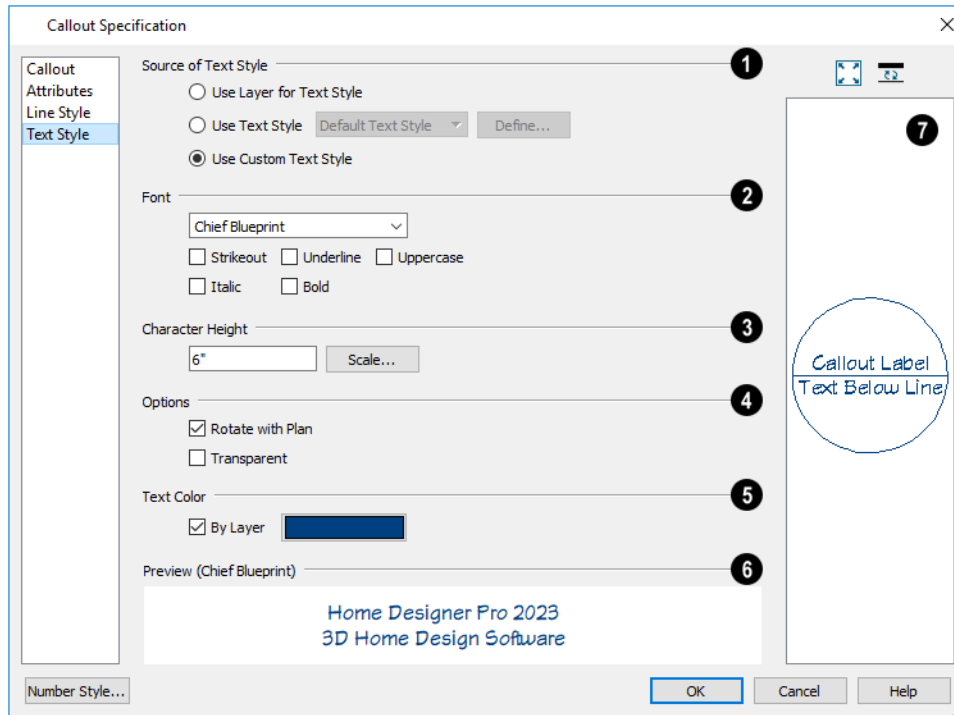 Callout Specification
Callout
Attributes
Line Style
Text Style
Source of Text Style
1
Use Layer for Text Style
Use Text Style Default Text Style Define...
Use Custom Text Style
Font
2
Chief Blueprint
Strikeout Underline Uppercase
Italic Bold
Character Height
3
6" Scale...
Options
4
Rotate with Plan
Transparent
Text Color
5
By Layer
Preview (Chief Blueprint)
6
Home Designer Pro 2023
3D Home Design Software
7
Callout Label
Text Below Line
Number Style... OK Cancel Help